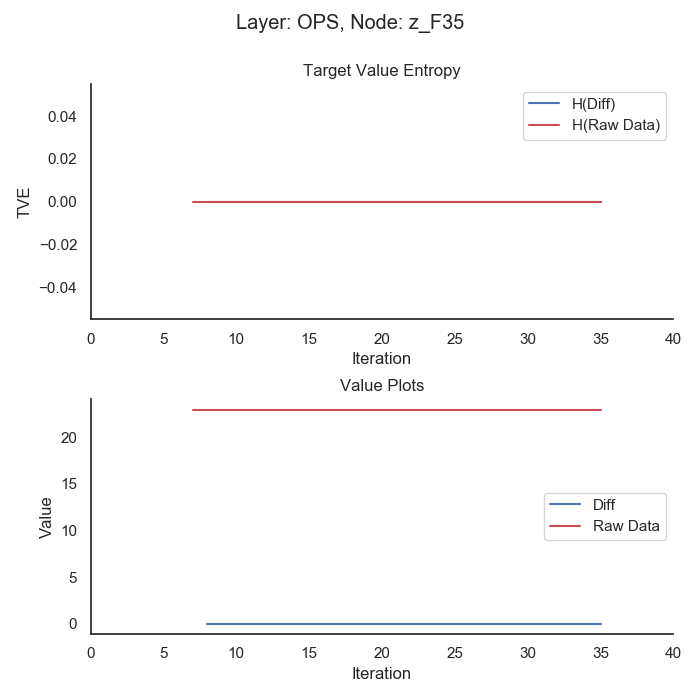 Layer: OPS, Node: z_F35
Target Value Entropy
H(Diff)
H(Raw Data)
0.04
0.02
0.00
−0.02
−0.04
TVE
0 5 10 15 20 25 30 35 40
Iteration
Value Plots
Diff
Raw Data
20
15
10
5
0
Value
0 5 10 15 20 25 30 35 40
Iteration